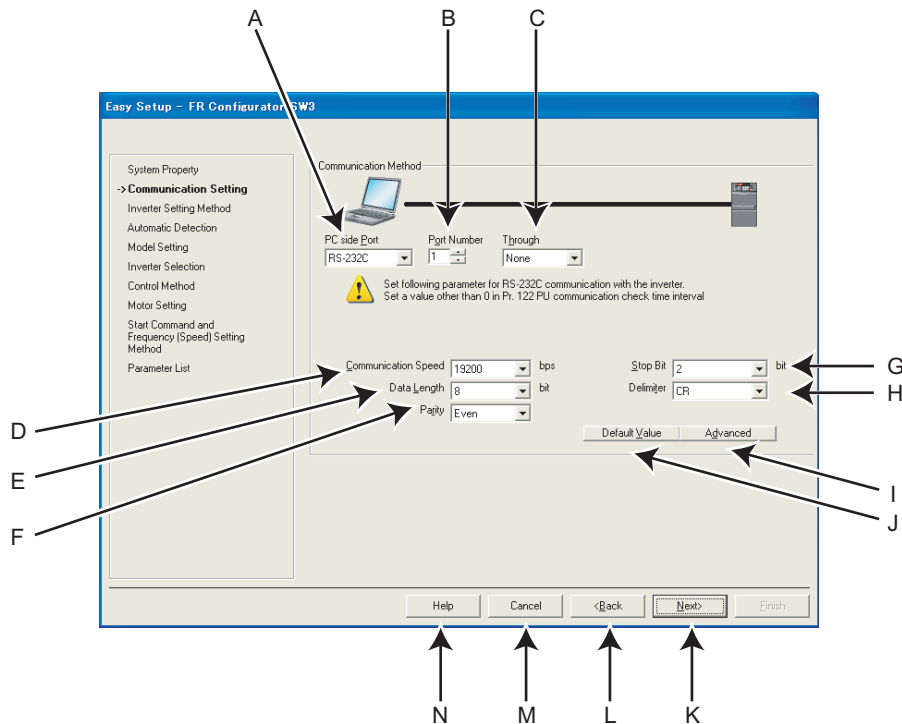 A B C
Easy Setup - FR Configurator SW3
System Property
-> Communication Setting
Inverter Setting Method
Automatic Detection
Model Setting
Inverter Selection
Control Method
Motor Setting
Start Command and
Frequency (Speed) Setting
Method
Parameter List
Communication Method
PC side Port Port Number Through
RS-232C 1 None
Set following parameter for RS-232C communication with the inverter.
Set a value other than 0 in Pr. 122 PU communication check time interval
Communication Speed 19200 bps Stop Bit 2 bit
Data Length 8 bit Delimiter CR
Parity Even
Default Value Advanced
G
H
D
E
F
I
J
Help Cancel <Back Next> Finish
N M L K